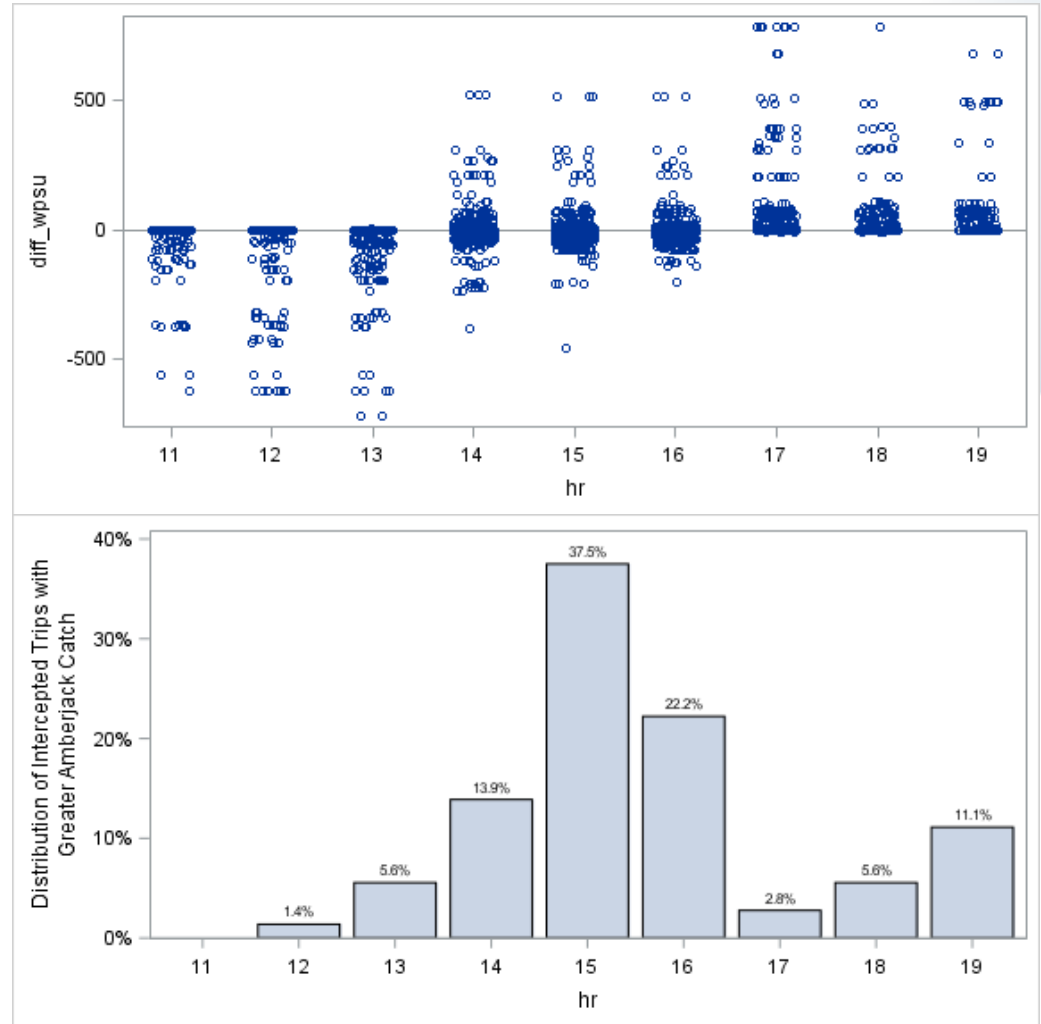 500
0
-500
diff_wpsu
11 12 13 14 15 16 17 18 19
hr
Distribution of Intercepted Trips with
Greater Amberjack Catch
40%
30%
20%
10%
0%
37.5%
22.2%
13.9%
11.1%
5.6%
5.6%
2.8%
1.4%
11 12 13 14 15 16 17 18 19
hr